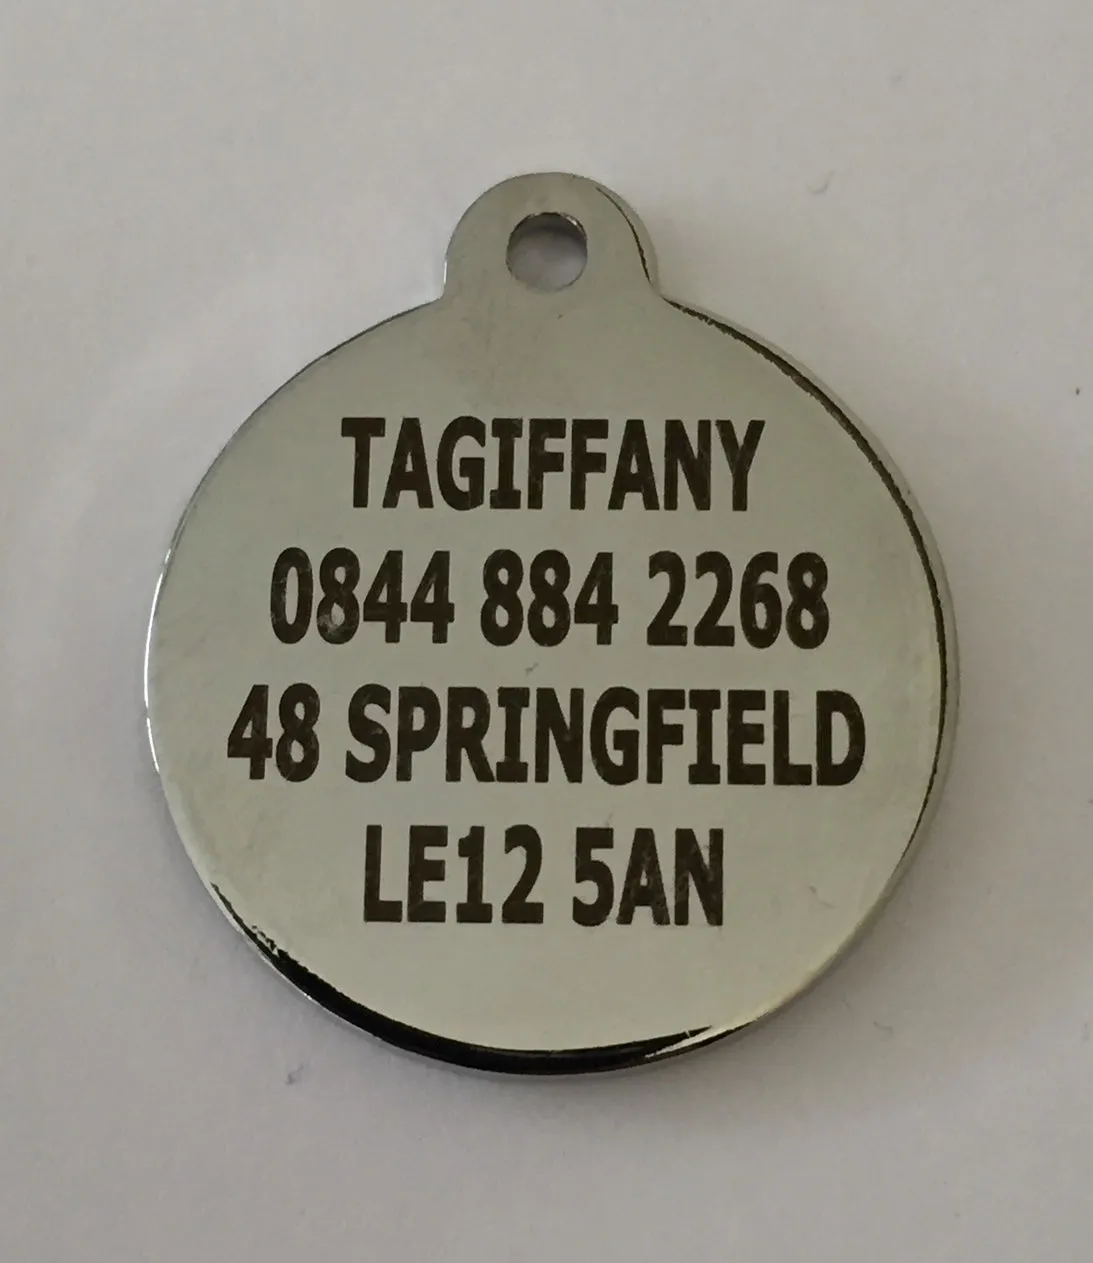 TAGIFFANY
0844 884 2268
48 SPRINGFIELD
LE12 5AN